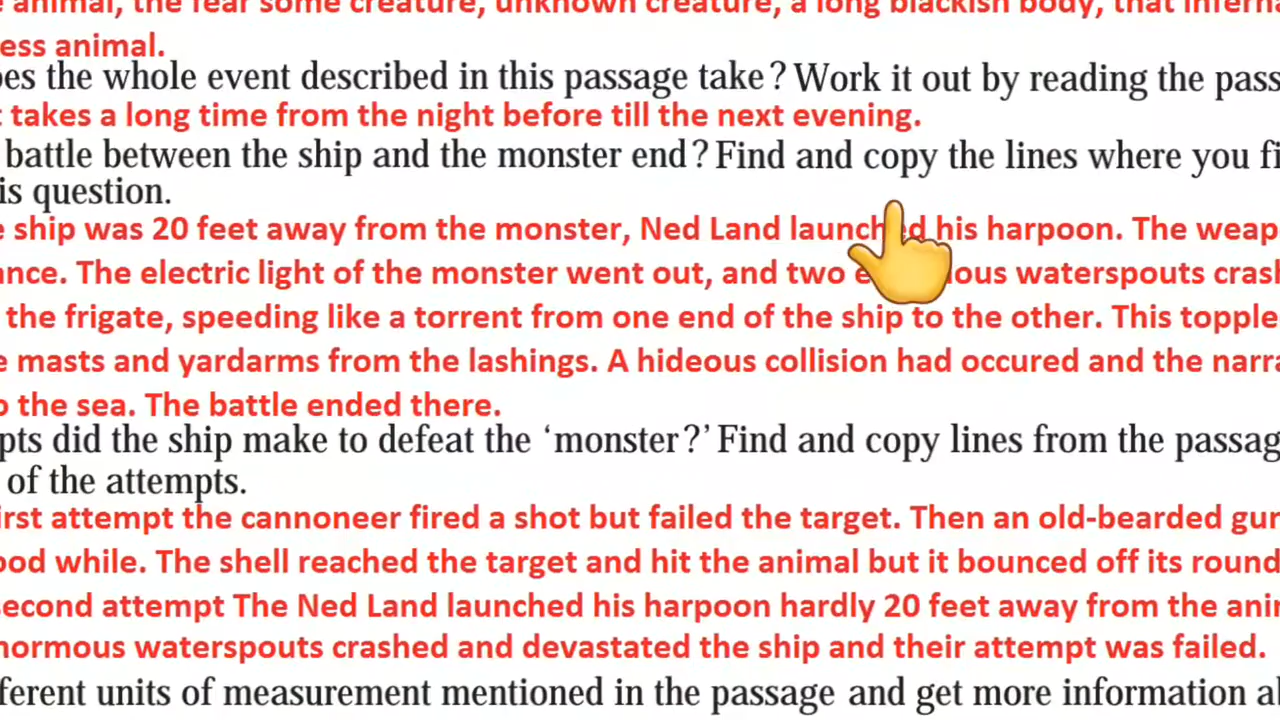 animal, the fear some creature, unknown creature, a long blackish body, that
ess animal.
es the whole event described in this passage take? Work it out by reading the pass
takes a long time from the night before till the next evening.
battle between the ship and the monster end? Find and copy the lines where you fi
is question.
ship was 20 feet away from the monster, Ned Land launched his harpoon. The weap
ance. The electric light of the monster went out, and two waterspouts crash
the frigate, speeding like a torrent from one end of the ship to the other. This topple
masts and yardarms from the lashings. A hideous collision had occured and the narra
the sea. The battle ended there.
pts did the ship make to defeat the ‘monster?’ Find and copy lines from the passag
of the attempts.
irst attempt the cannoneer fired a shot but failed the target. Then an old-bearded gun
ood while. The shell reached the target and hit the animal but it bounced off its round
second attempt The Ned Land launched his harpoon hardly 20 feet away from the ani
normous waterspouts crashed and devastated the ship and their attempt was failed.
ferent units of measurement mentioned in the passage and get more information a